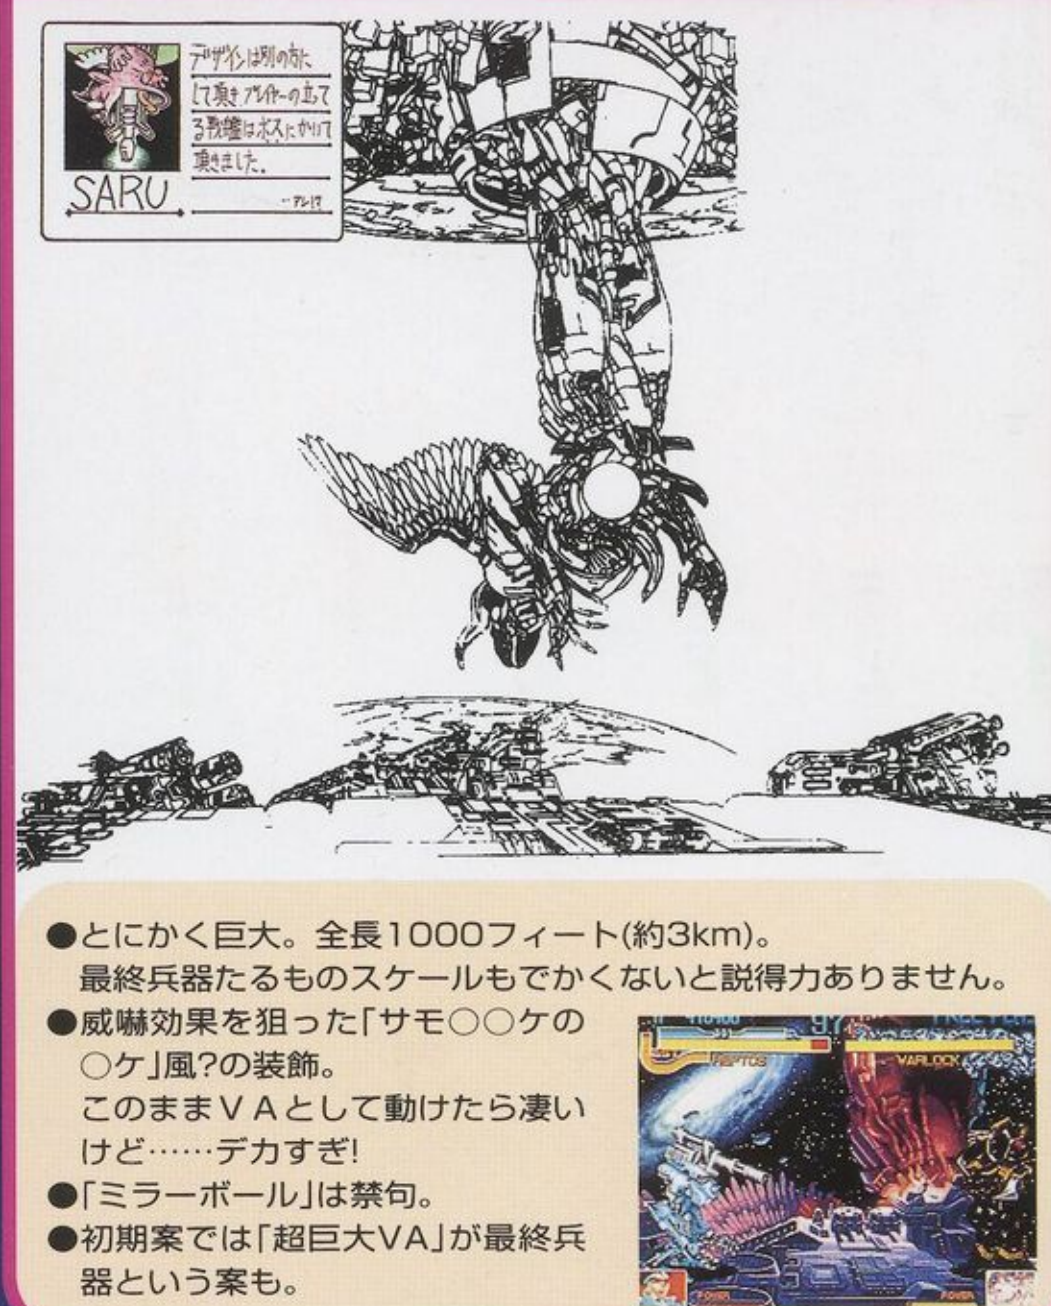 デザインは別の方に
して頂き プレイヤーの立って
る戦艦はボスにかいて
頂きました。
SARU
●とにかく巨大。全長1000フィート(約3km)。
最終兵器たるものスケールもでかくないと説得力ありません。
●威嚇効果を狙った「サモ○○ケの
○ケ」風?の装飾。
このままＶＡとして動けたら凄い
けど……デカすぎ!
●「ミラーボール」は禁句。
●初期案では「超巨大VA」が最終兵
器という案も。
RAPTOR
WARLOCK
POWER
POWER